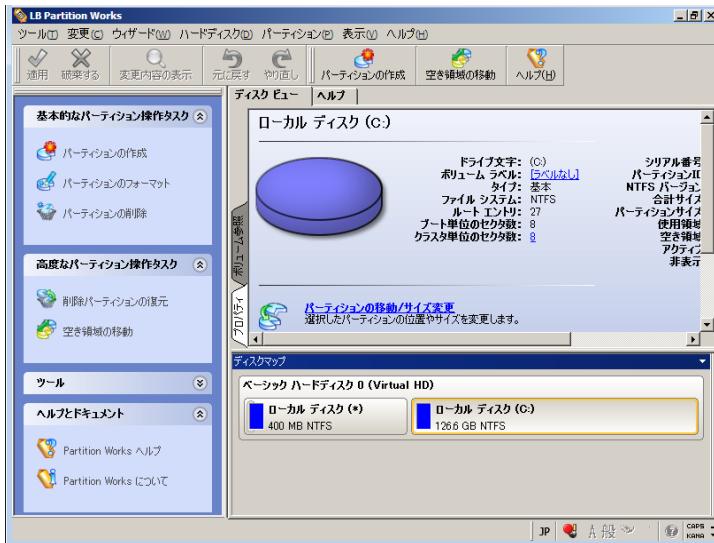 LB Partition Works
ツール(T) 変更(C) ウィザード(W) ハードディスク(D) パーティション(P) 表示(V) ヘルプ(H)
適用 破棄する 変更内容の表示 元に戻す やり直し パーティションの作成 空き領域の移動 ヘルプ(H)
基本的なパーティション操作タスク
パーティションの作成
パーティションのフォーマット
パーティションの削除
高度なパーティション操作タスク
削除パーティションの復元
空き領域の移動
ツール
ヘルプとドキュメント
Partition Works ヘルプ
Partition Works について
ディスク ビュー ヘルプ
ボリューム参照
プロパティ
ローカル ディスク (C:)
ドライブ文字: (C:) シリアル番号
ボリューム ラベル: [ラベルなし] パーティションID
タイプ: 基本 NTFS バージョン
ファイル システム: NTFS 合計サイズ
ルート エントリ: 27 パーティションサイズ
ブート単位のセクタ数: 8 使用領域
クラスタ単位のセクタ数: 8 空き領域
アクティブ
非表示
パーティションの移動/サイズ変更
選択したパーティションの位置やサイズを変更します。
ディスクマップ
ベーシック ハードディスク 0 (Virtual HD)
ローカル ディスク (*)
400 MB NTFS
ローカル ディスク (C:)
126.6 GB NTFS
JP A 般 CAPS
KANA